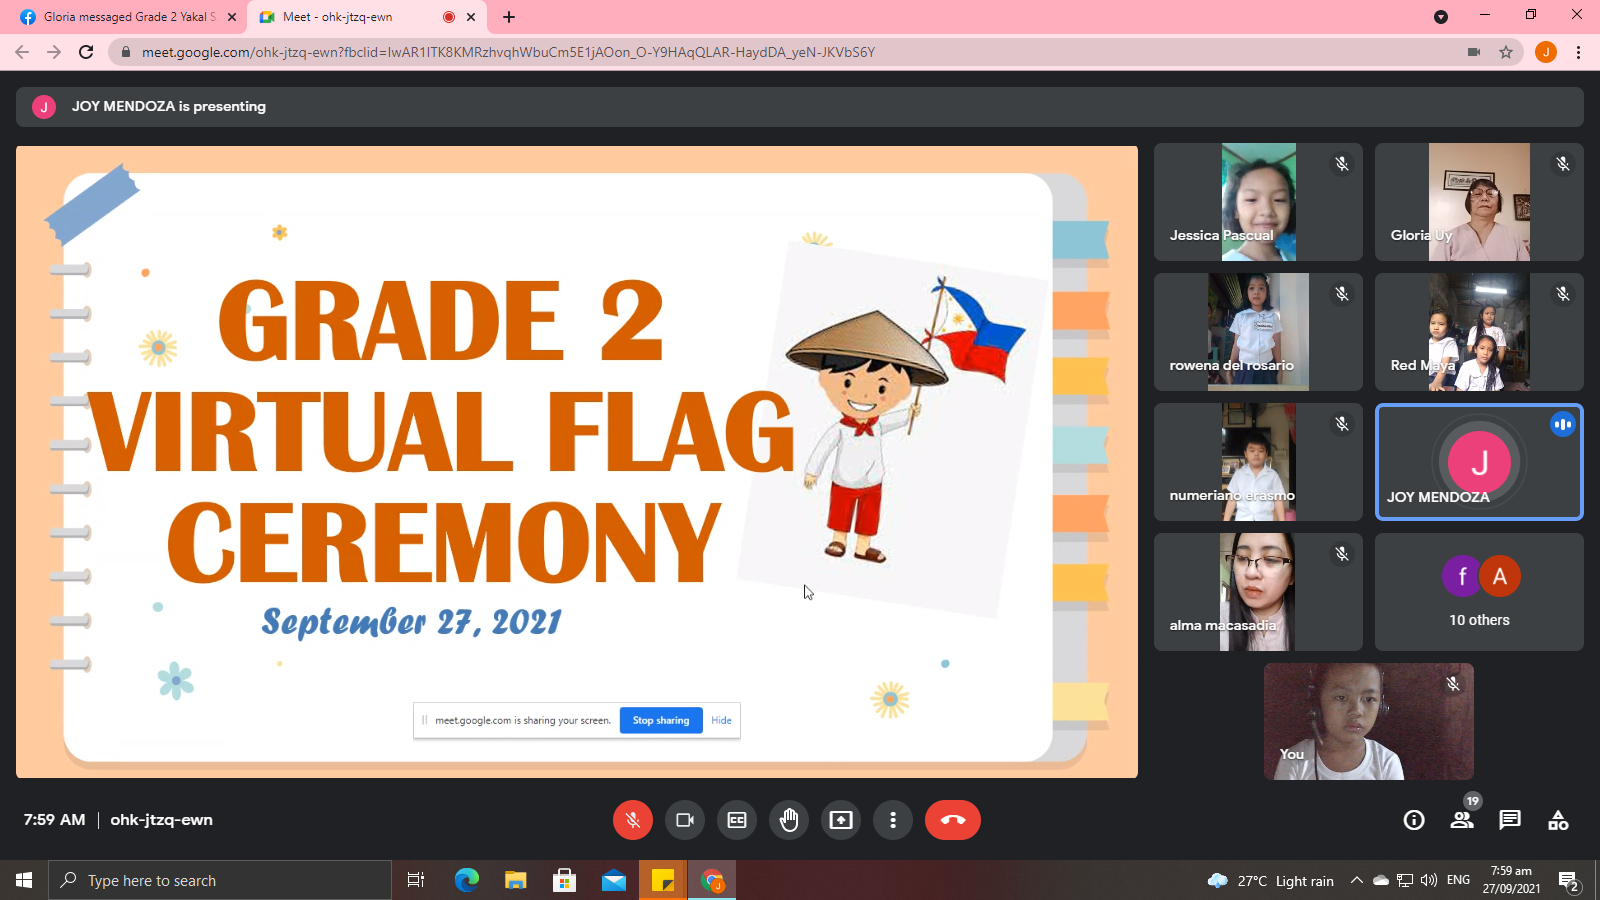 Gloria messaged Grade 2 Yakal S
Meet - ohk-jtzq-ewn
meet.google.com/ohk-jtzq-ewn?fbclid=IwAR1ITK8KMRzhvqhWbuCm5E1jAOon_O-Y9HAqQLAR-HaydDA_yeN-JKVbS6Y
J
J
JOY MENDOZA is presenting
GRADE 2
VIRTUAL FLAG
CEREMONY
September 27, 2021
meet.google.com is sharing your screen.
Stop sharing
Hide
Jessica Pascual
Gloria Uy
rowena del rosario
Red Maya
numeriano erasmo
J
JOY MENDOZA
alma macasadia
f A
10 others
You
7:59 AM | ohk-jtzq-ewn
CC
19
Type here to search
J
27°C Light rain
ENG
7:59 am
27/09/2021
2